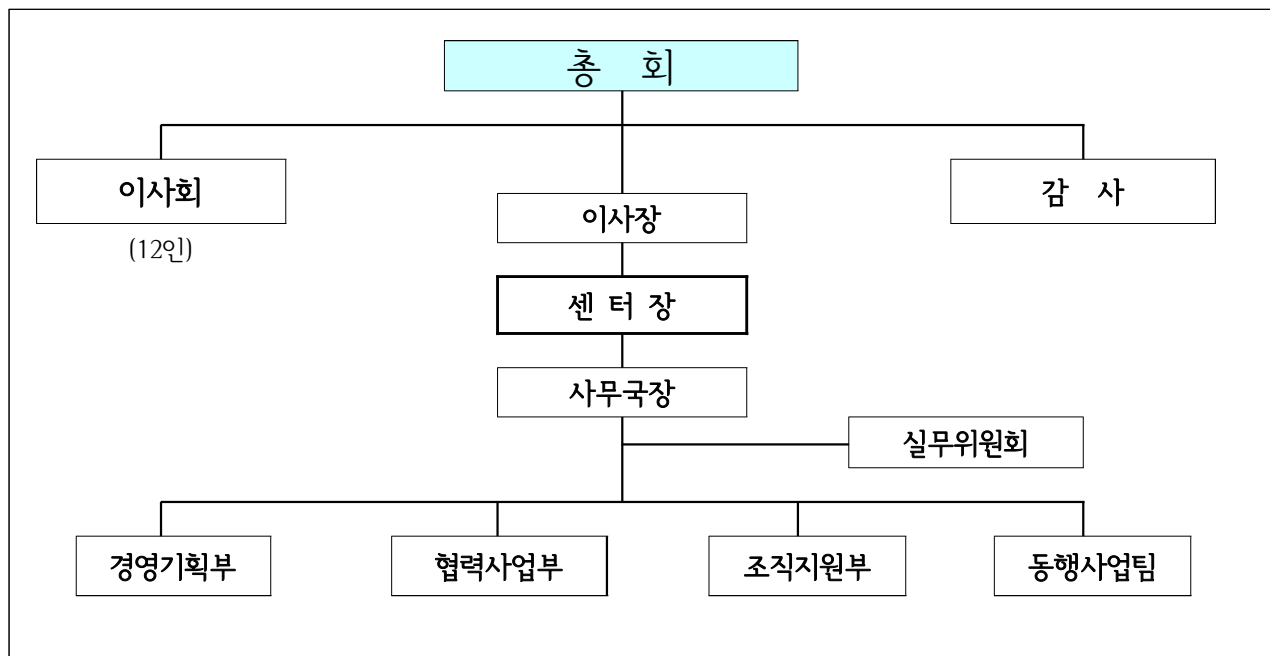 총 회
이사회
감 사
이사장
(12인)
센 터 장
사무국장
실무위원회
경영기획부
협력사업부
조직지원부
동행사업팀